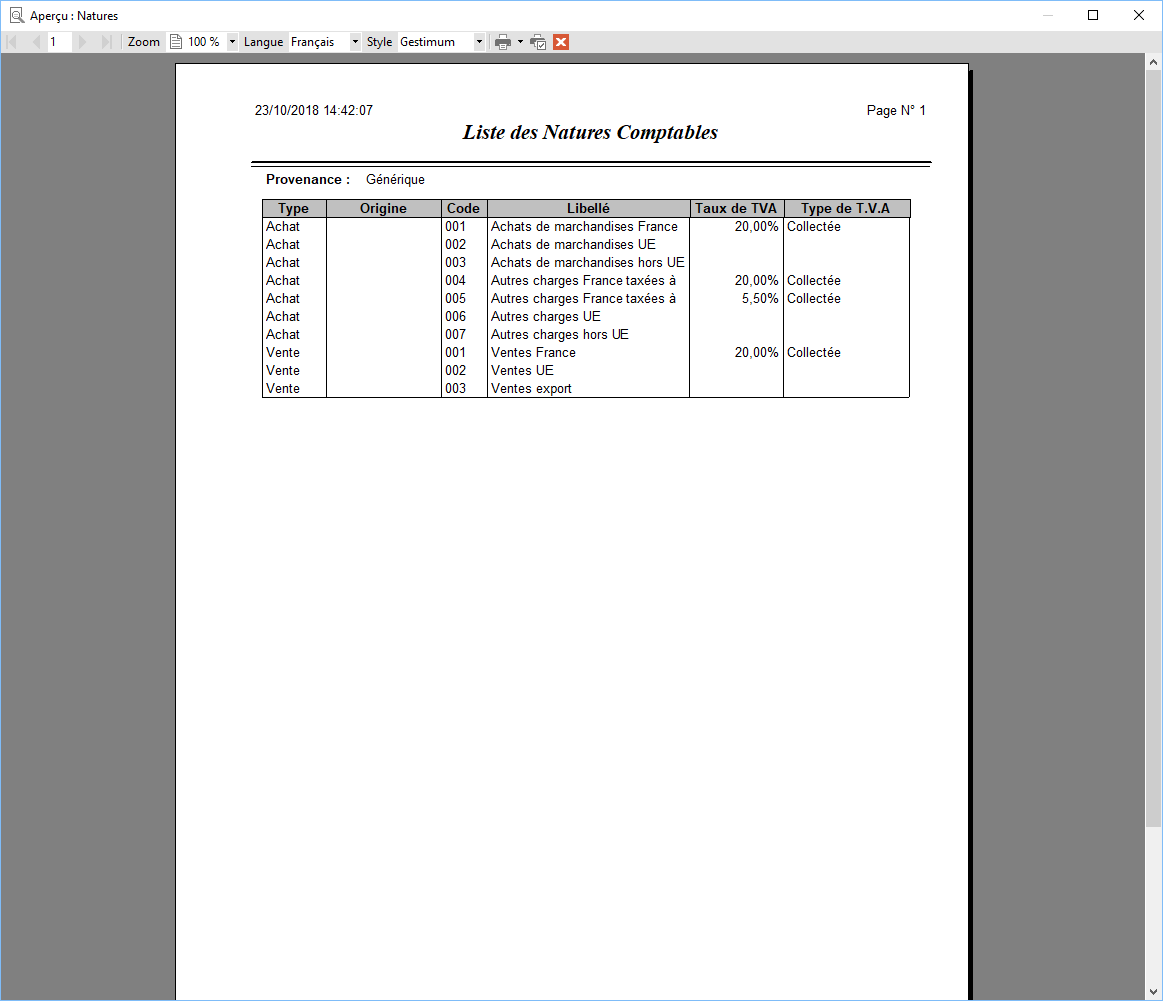 Aperçu : Natures
1 Zoom 100 % Langue Français Style Gestimum
23/10/2018 14:42:07 Page N° 1
Liste des Natures Comptables
Provenance : Générique
Type Origine Code Libellé Taux de TVA Type de T.V.A
Achat 001 Achats de marchandises France 20,00% Collectée
Achat 002 Achats de marchandises UE
Achat 003 Achats de marchandises hors UE
Achat 004 Autres charges France taxées à 20,00% Collectée
Achat 005 Autres charges France taxées à 5,50% Collectée
Achat 006 Autres charges UE
Achat 007 Autres charges hors UE
Vente 001 Ventes France 20,00% Collectée
Vente 002 Ventes UE
Vente 003 Ventes export